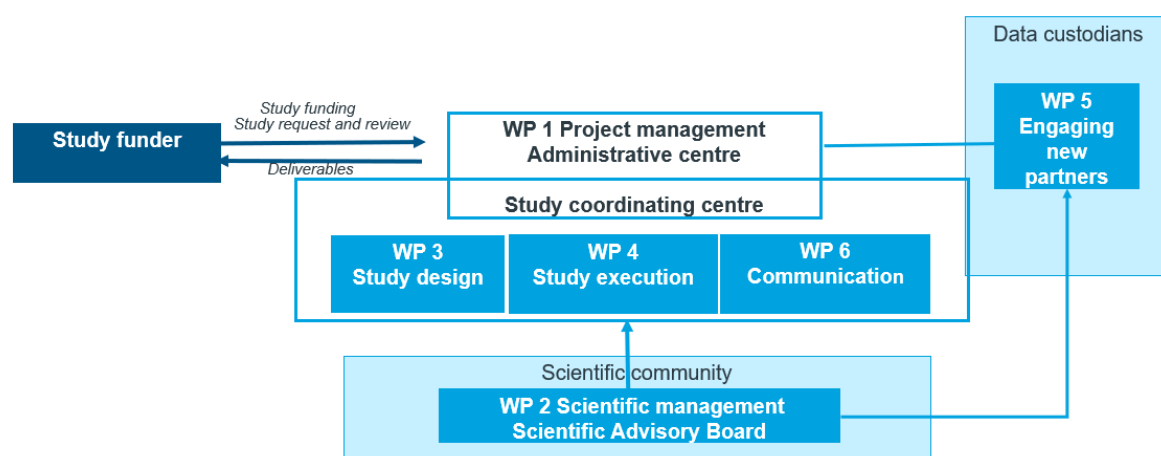 Data custodians
Study funding
Study request and review
Study funder
Deliverables
WP 1 Project management
Administrative centre
WP 5
Engaging
new
partners
Study coordinating centre
WP 3
Study design
WP 4
Study execution
WP 6
Communication
Scientific community
WP 2 Scientific management
Scientific Advisory Board